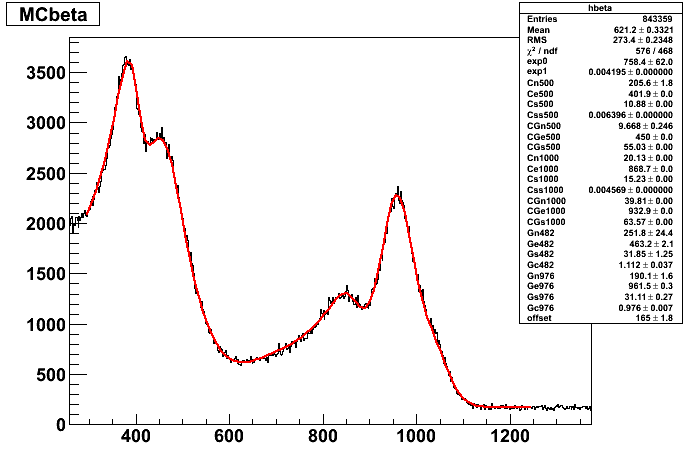 MCbeta
hbeta
Entries 843359
Mean 621.2 ± 0.3321
RMS 273.4 ± 0.2348
χ² / ndf 576 / 468
exp0 758.4 ± 62.0
exp1 0.004195 ± 0.000000
Cn500 205.6 ± 1.8
Ce500 401.9 ± 0.0
Cs500 10.88 ± 0.00
Css500 0.006396 ± 0.000000
CGn500 9.668 ± 0.246
CGe500 450 ± 0.0
CGs500 55.03 ± 0.00
Cn1000 20.13 ± 0.00
Ce1000 868.7 ± 0.0
Cs1000 15.23 ± 0.00
Css1000 0.004569 ± 0.000000
CGn1000 39.81 ± 0.00
CGe1000 932.9 ± 0.0
CGs1000 63.57 ± 0.00
Gn482 251.8 ± 24.4
Ge482 463.2 ± 2.1
Gs482 31.85 ± 1.25
Gc482 1.112 ± 0.037
Gn976 190.1 ± 1.6
Ge976 961.5 ± 0.3
Gs976 31.11 ± 0.27
Gc976 0.976 ± 0.007
offset 165 ± 1.8
3500
3000
2500
2000
1500
1000
500
0
400 600 800 1000 1200